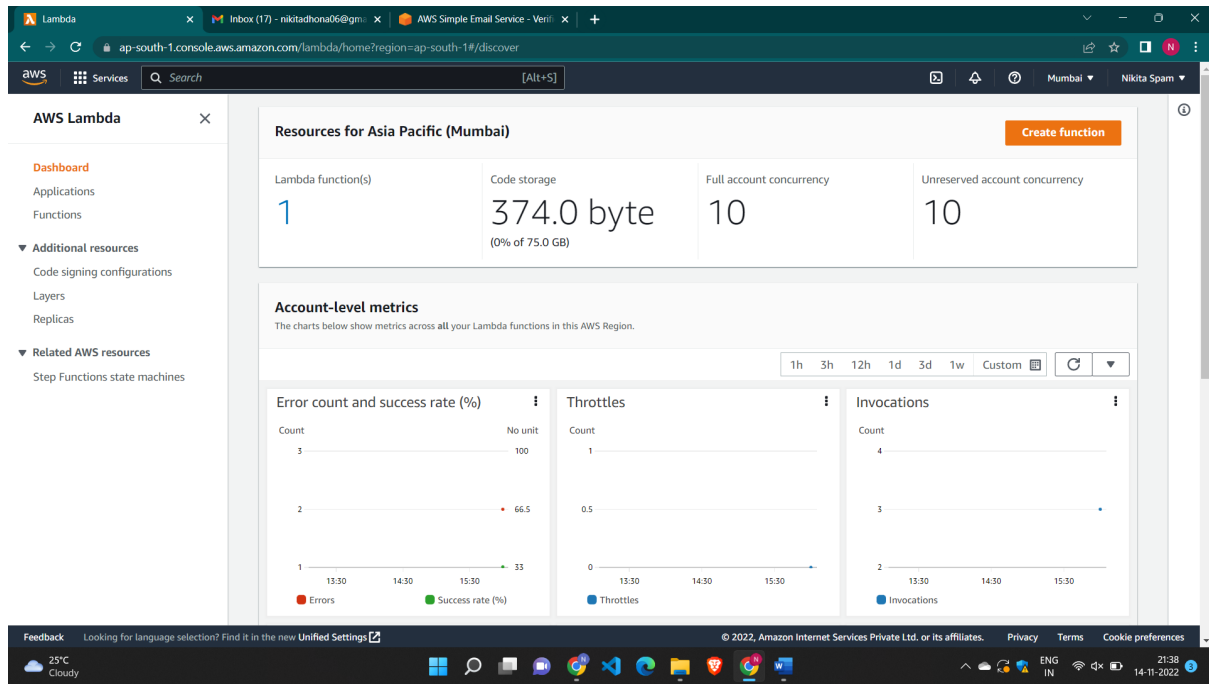 Lambda
Inbox (17) - nikitadhona06@gma
AWS Simple Email Service - Verifi
ap-south-1.console.aws.amazon.com/lambda/home?region=ap-south-1#/discover
N
aws
Services
Search
[Alt+S]
Mumbai
Nikita Spam
AWS Lambda
Dashboard
Applications
Functions
Additional resources
Code signing configurations
Layers
Replicas
Related AWS resources
Step Functions state machines
Resources for Asia Pacific (Mumbai)
Create function
Lambda function(s)
1
Code storage
374.0 byte
(0% of 75.0 GB)
Full account concurrency
10
Unreserved account concurrency
10
Account-level metrics
The charts below show metrics across all your Lambda functions in this AWS Region.
1h 3h 12h 1d 3d 1w Custom
Error count and success rate (%)
Count No unit
3 100
2 66.5
1 33
13:30 14:30 15:30
Errors Success rate (%)
Throttles
Count
1
0.5
0
13:30 14:30 15:30
Throttles
Invocations
Count
4
3
2
13:30 14:30 15:30
Invocations
Feedback Looking for language selection? Find it in the new Unified Settings
© 2022, Amazon Internet Services Private Ltd. or its affiliates. Privacy Terms Cookie preferences
25°C
Cloudy
ENG
IN
21:38
14-11-2022
3